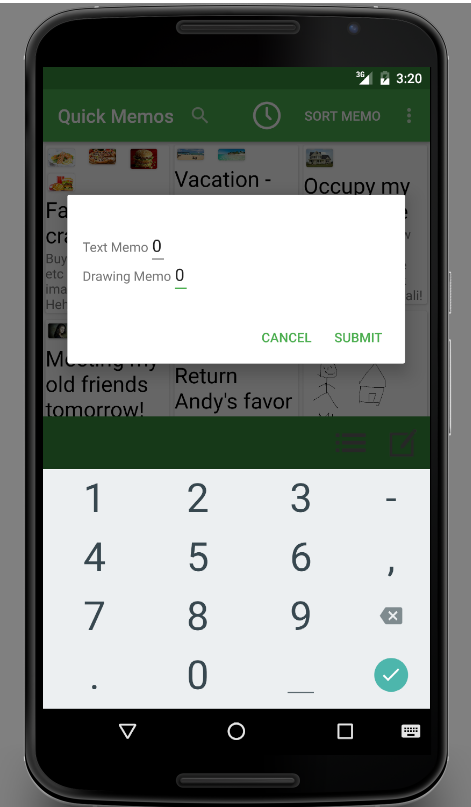 3G 3:20
Quick Memos SORT MEMO
Vacation -
Occupy my
Fa
cra
Buy
etc
ima
Heh
ali!
Text Memo 0
Drawing Memo 0
CANCEL SUBMIT
Meeting my
old friends
tomorrow!
Return
Andy's favor
1 2 3 -
4 5 6 ,
7 8 9
. 0 _